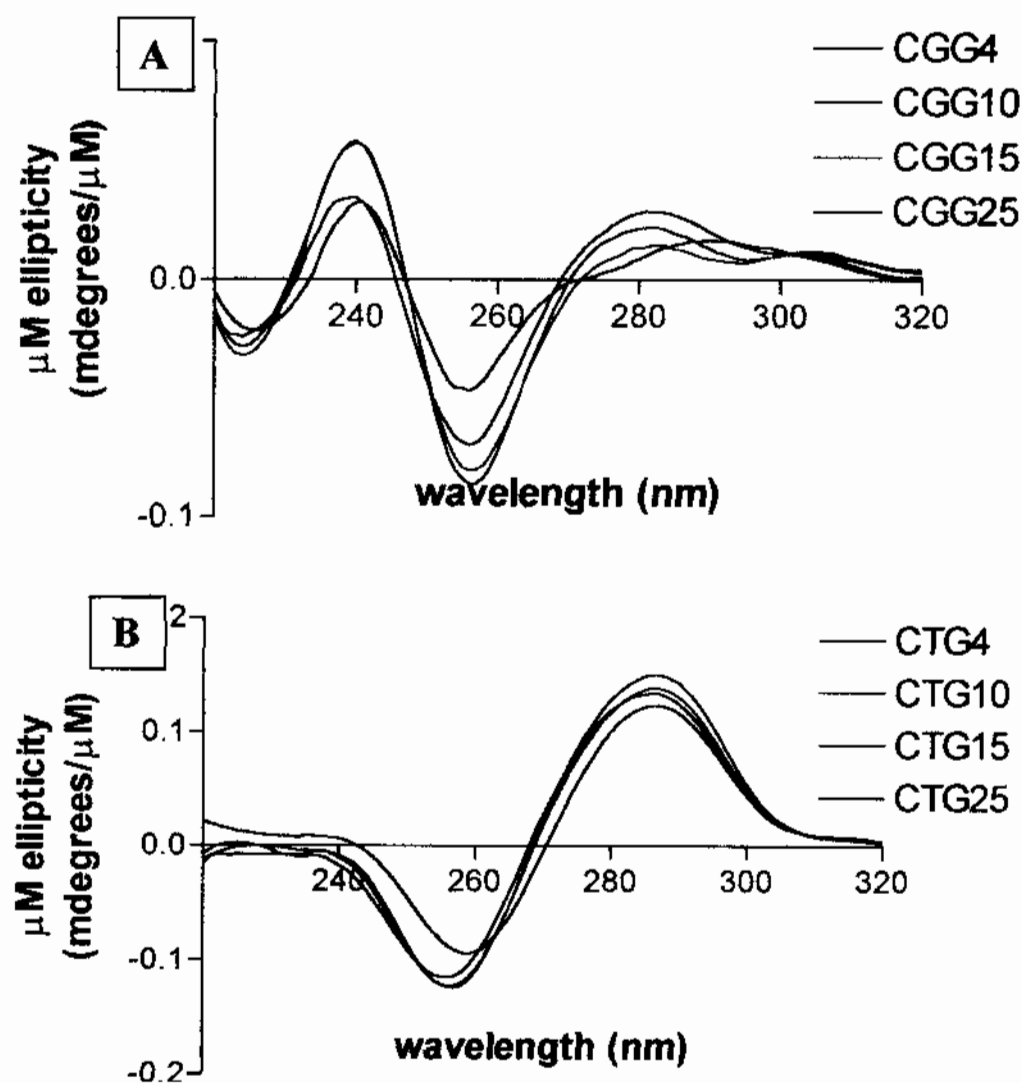 A
CGG4
CGG10
CGG15
CGG25
μM ellipticity
(mdegrees/μM)
0.0
-0.1
240
260
280
300
320
wavelength (nm)
B
2
0.1
0.0
-0.1
-0.2
CTG4
CTG10
CTG15
CTG25
μM ellipticity
(mdegrees/μM)
240
260
280
300
320
wavelength (nm)